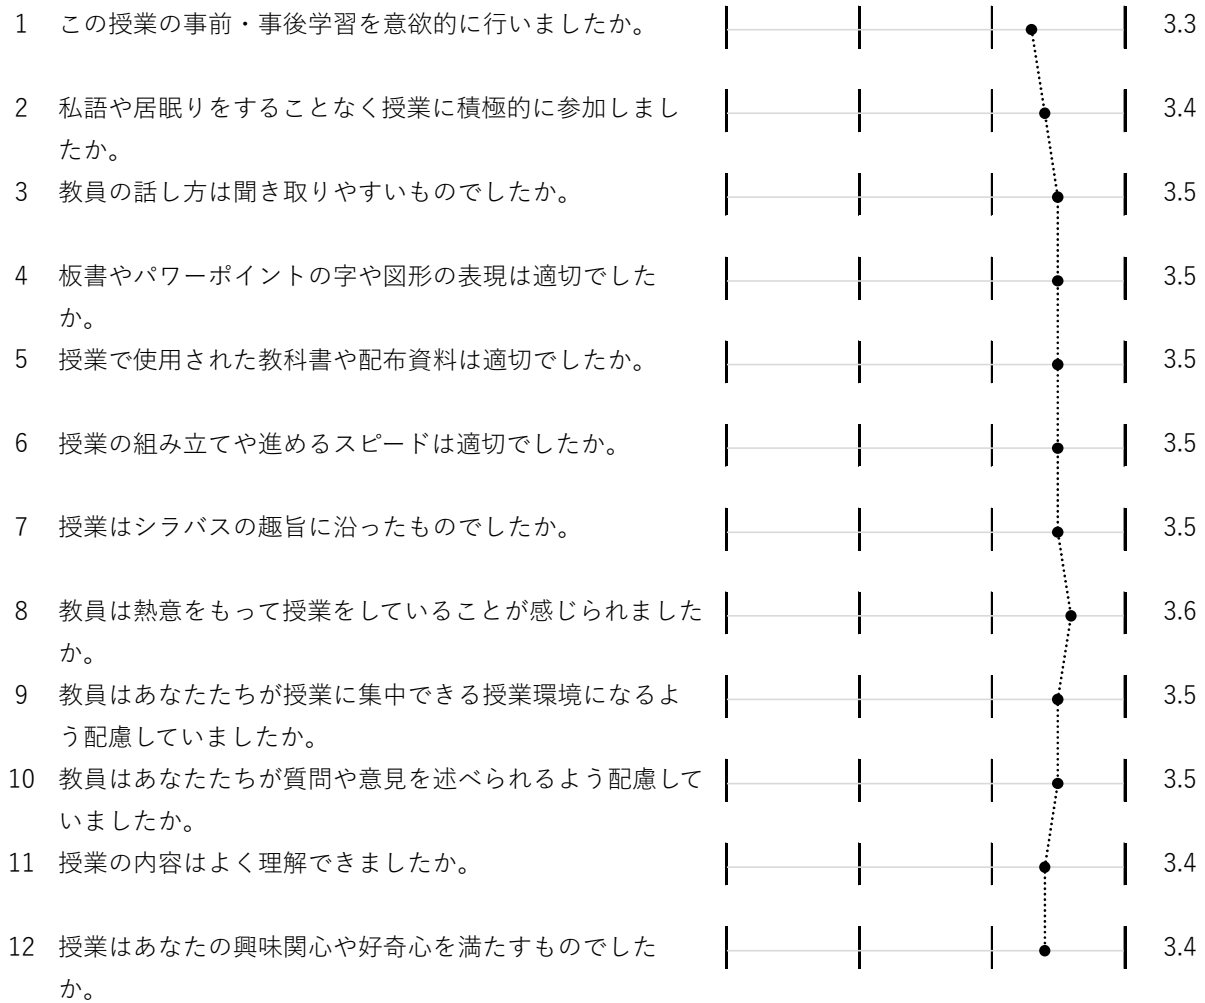 1 この授業の事前・事後学習を意欲的に行いましたか。 3.3
2 私語や居眠りをすることなく授業に積極的に参加しまし 3.4
たか。
3 教員の話し方は聞き取りやすいものでしたか。 3.5
4 板書やパワーポイントの字や図形の表現は適切でした 3.5
か。
5 授業で使用された教科書や配布資料は適切でしたか。 3.5
6 授業の組み立てや進めるスピードは適切でしたか。 3.5
7 授業はシラバスの趣旨に沿ったものでしたか。 3.5
8 教員は熱意をもって授業をしていることが感じられました 3.6
か。
9 教員はあなたたちが授業に集中できる授業環境になるよ 3.5
う配慮していましたか。
10 教員はあなたたちが質問や意見を述べられるよう配慮して 3.5
いましたか。
11 授業の内容はよく理解できましたか。 3.4
12 授業はあなたの興味関心や好奇心を満たすものでした 3.4
か。